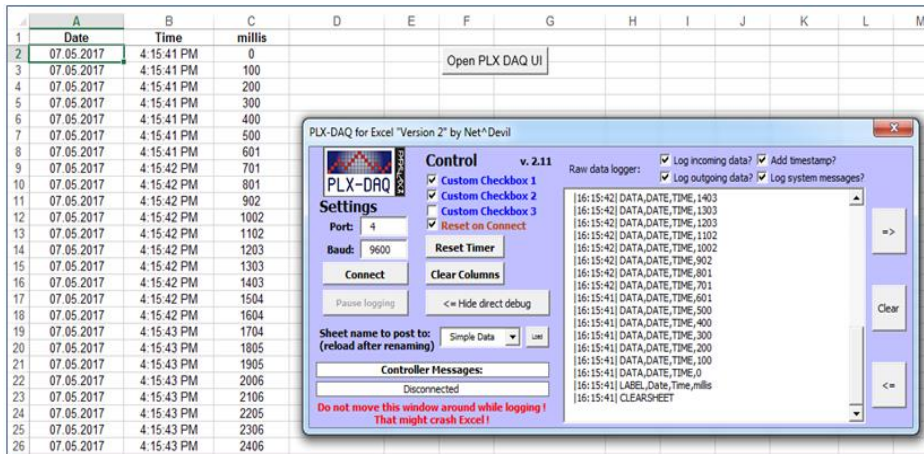 A B C D E F G H I J K L M
1 Date Time millis
2 07.05.2017 4:15:41 PM 0
3 07.05.2017 4:15:41 PM 100
4 07.05.2017 4:15:41 PM 200
5 07.05.2017 4:15:41 PM 300
6 07.05.2017 4:15:41 PM 400
7 07.05.2017 4:15:41 PM 500
8 07.05.2017 4:15:41 PM 601
9 07.05.2017 4:15:42 PM 701
10 07.05.2017 4:15:42 PM 801
11 07.05.2017 4:15:42 PM 902
12 07.05.2017 4:15:42 PM 1002
13 07.05.2017 4:15:42 PM 1102
14 07.05.2017 4:15:42 PM 1203
15 07.05.2017 4:15:42 PM 1303
16 07.05.2017 4:15:42 PM 1403
17 07.05.2017 4:15:42 PM 1504
18 07.05.2017 4:15:42 PM 1604
19 07.05.2017 4:15:43 PM 1704
20 07.05.2017 4:15:43 PM 1805
21 07.05.2017 4:15:43 PM 1905
22 07.05.2017 4:15:43 PM 2006
23 07.05.2017 4:15:43 PM 2106
24 07.05.2017 4:15:43 PM 2205
25 07.05.2017 4:15:43 PM 2306
26 07.05.2017 4:15:43 PM 2406
Open PLX DAQ UI
PLX-DAQ for Excel "Version 2" by Net^Devil
x
PLX-DAQ
PARALLAX
Settings
Port: 4
Baud: 9600
Connect
Pause logging
Control v. 2.11
Custom Checkbox 1
Custom Checkbox 2
Custom Checkbox 3
Reset on Connect
Reset Timer
Clear Columns
<= Hide direct debug
Sheet name to post to:
(reload after renaming)
Simple Data
Load
Controller Messages:
Disconnected
Do not move this window around while logging !
That might crash Excel !
Raw data logger:
Log incoming data? Add timestamp?
Log outgoing data? Log system messages?
|16:15:42| DATA,DATE,TIME,1403
|16:15:42| DATA,DATE,TIME,1303
|16:15:42| DATA,DATE,TIME,1203
|16:15:42| DATA,DATE,TIME,1102
|16:15:42| DATA,DATE,TIME,1002
|16:15:42| DATA,DATE,TIME,902
|16:15:42| DATA,DATE,TIME,801
|16:15:42| DATA,DATE,TIME,701
|16:15:41| DATA,DATE,TIME,601
|16:15:41| DATA,DATE,TIME,500
|16:15:41| DATA,DATE,TIME,400
|16:15:41| DATA,DATE,TIME,300
|16:15:41| DATA,DATE,TIME,200
|16:15:41| DATA,DATE,TIME,100
|16:15:41| DATA,DATE,TIME,0
|16:15:41| LABEL,Date,Time,millis
|16:15:41| CLEARSHEET
=>
Clear
<=